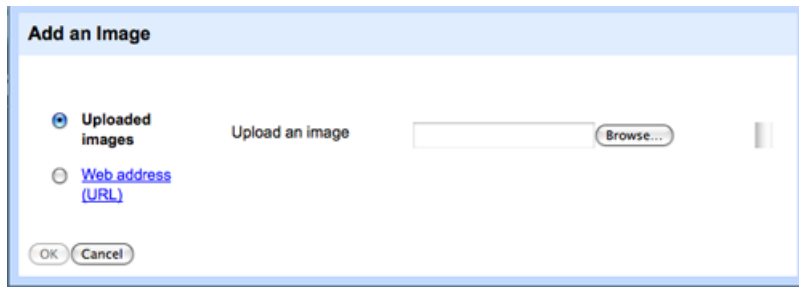 Add an Image
Uploaded
images
Upload an image
Browse...
Web address
(URL)
OK
Cancel